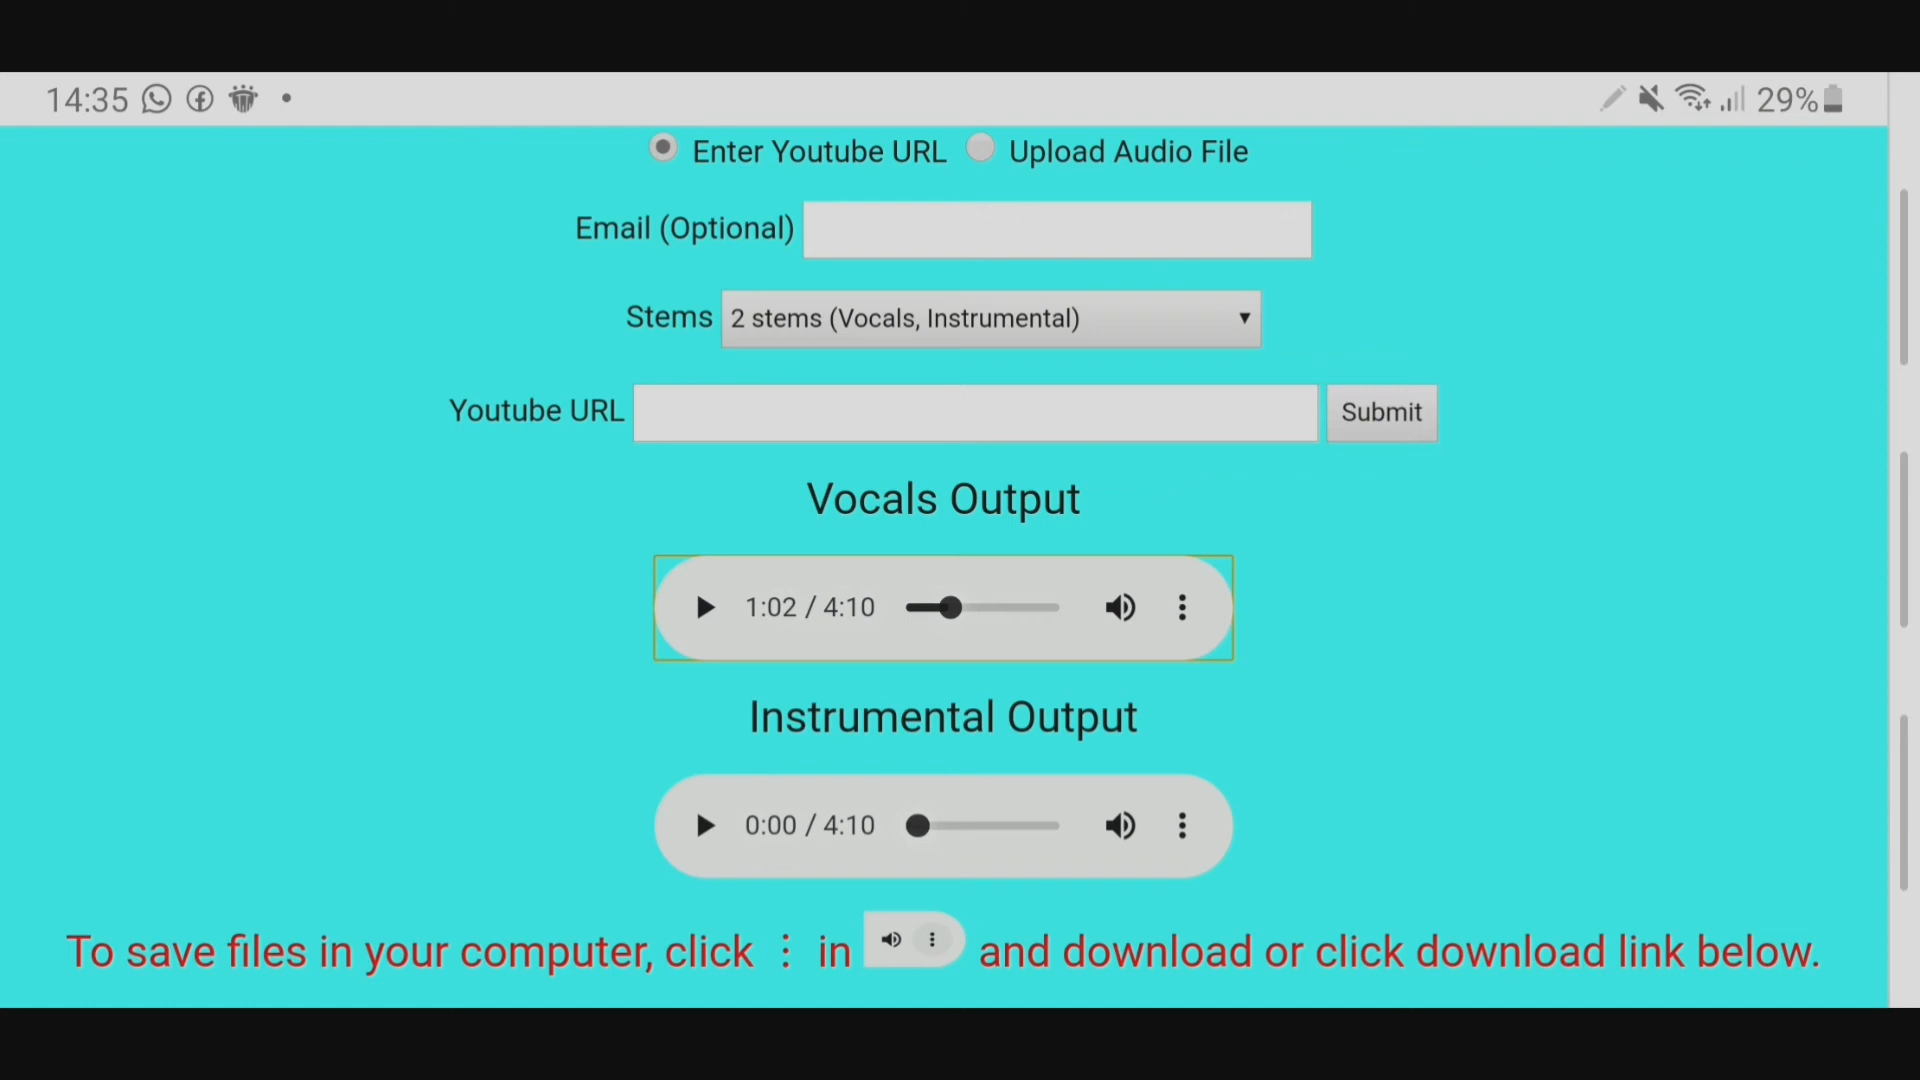 14:35 29%
Enter Youtube URL Upload Audio File
Email (Optional)
Stems 2 stems (Vocals, Instrumental)
Youtube URL Submit
Vocals Output
1:02 / 4:10
Instrumental Output
0:00 / 4:10
To save files in your computer, click ⋮ in and download or click download link below.